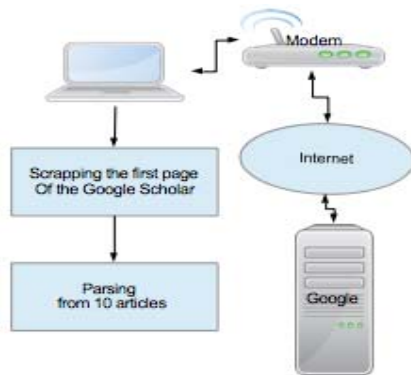 Modem
Internet
Scrapping the first page
Of the Google Scholar
Parsing
from 10 articles
Google